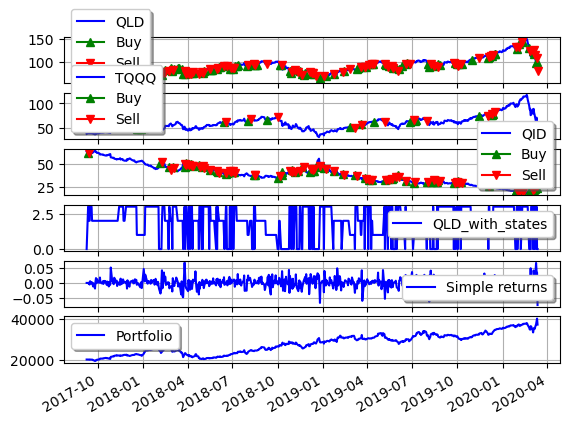 QLD
Buy
Sell
150
100
TQQQ
Buy
Sell
100
50
QID
Buy
Sell
50
25
2.5
0.0
QLD_with_states
0.05
0.00
−0.05
Simple returns
40000
20000
Portfolio
2017-10
2018-01
2018-04
2018-07
2018-10
2019-01
2019-04
2019-07
2019-10
2020-01
2020-04